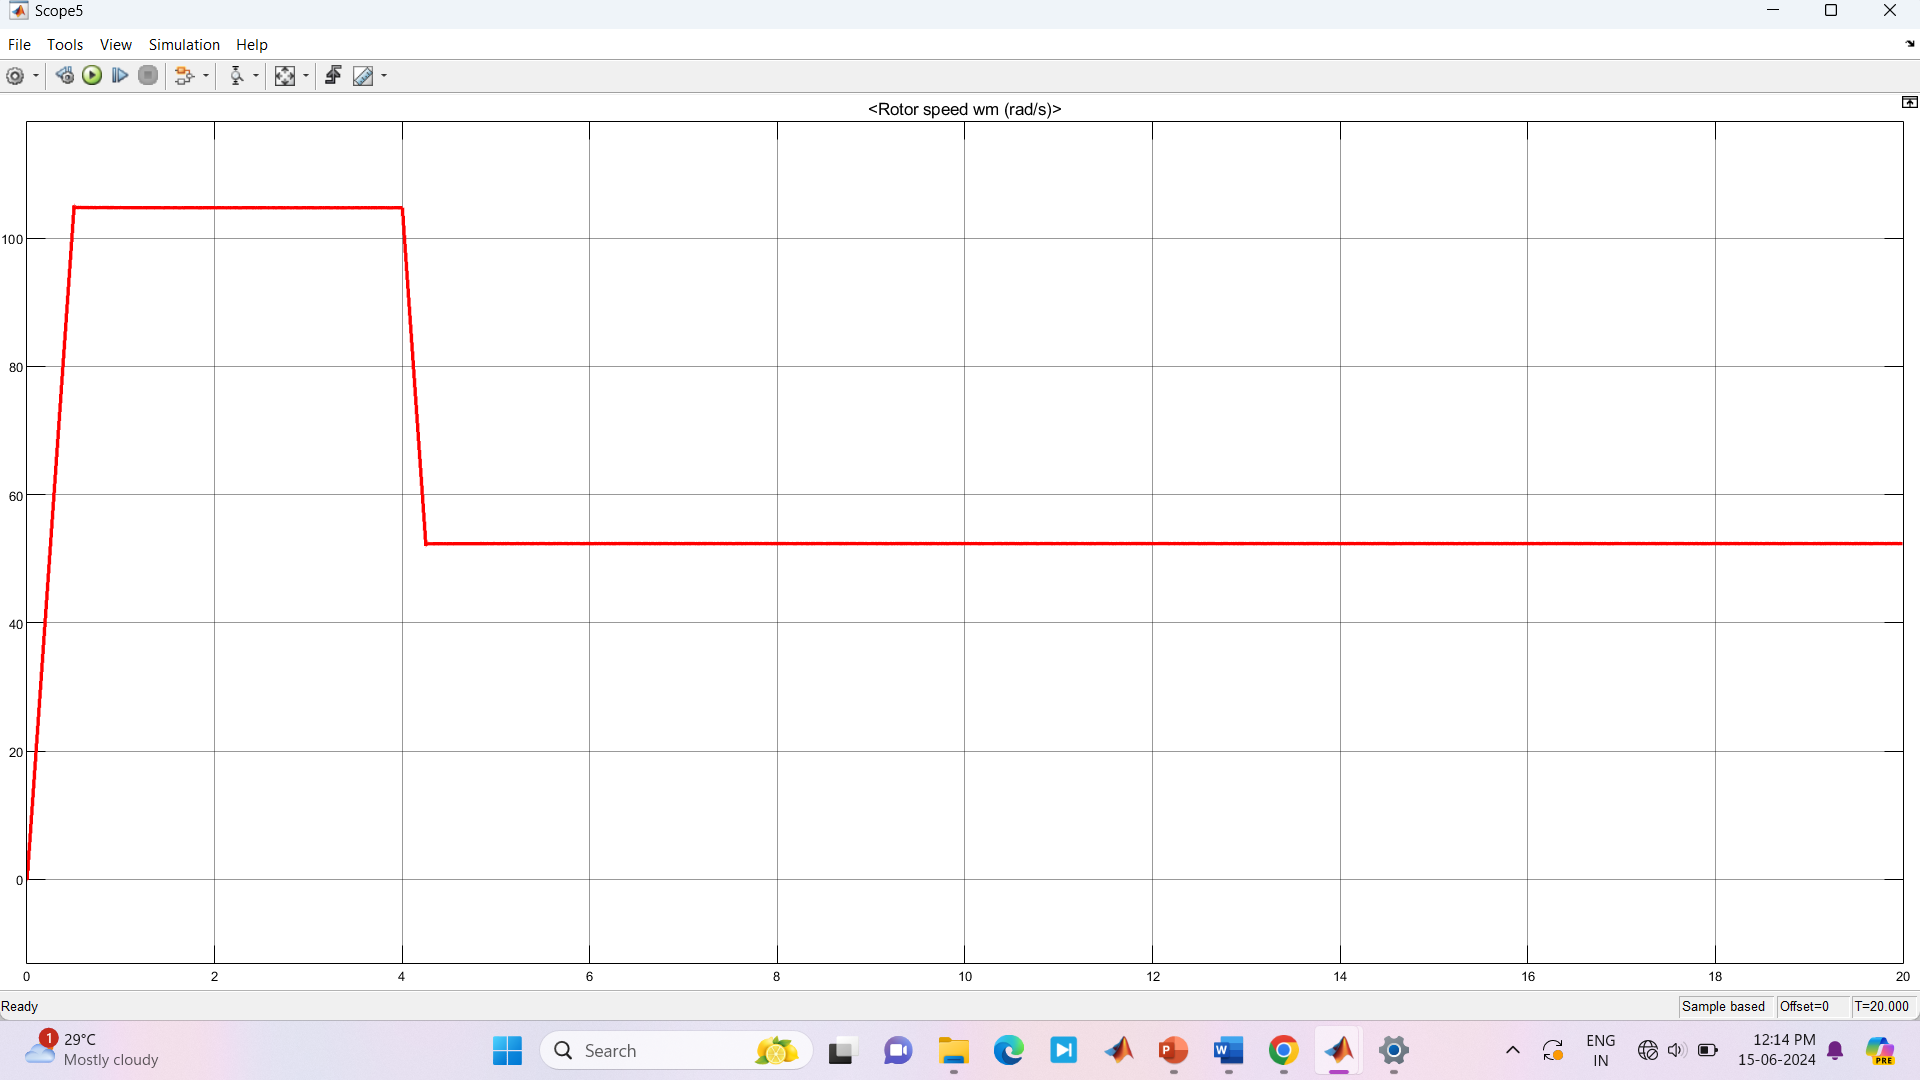 Scope5
File Tools View Simulation Help
<Rotor speed wm (rad/s)>
100
80
60
40
20
0
0 2 4 6 8 10 12 14 16 18 20
Ready
Sample based Offset=0 T=20.000
1
29°C
Mostly cloudy
Search
P
W
ENG
IN
12:14 PM
15-06-2024
PRE